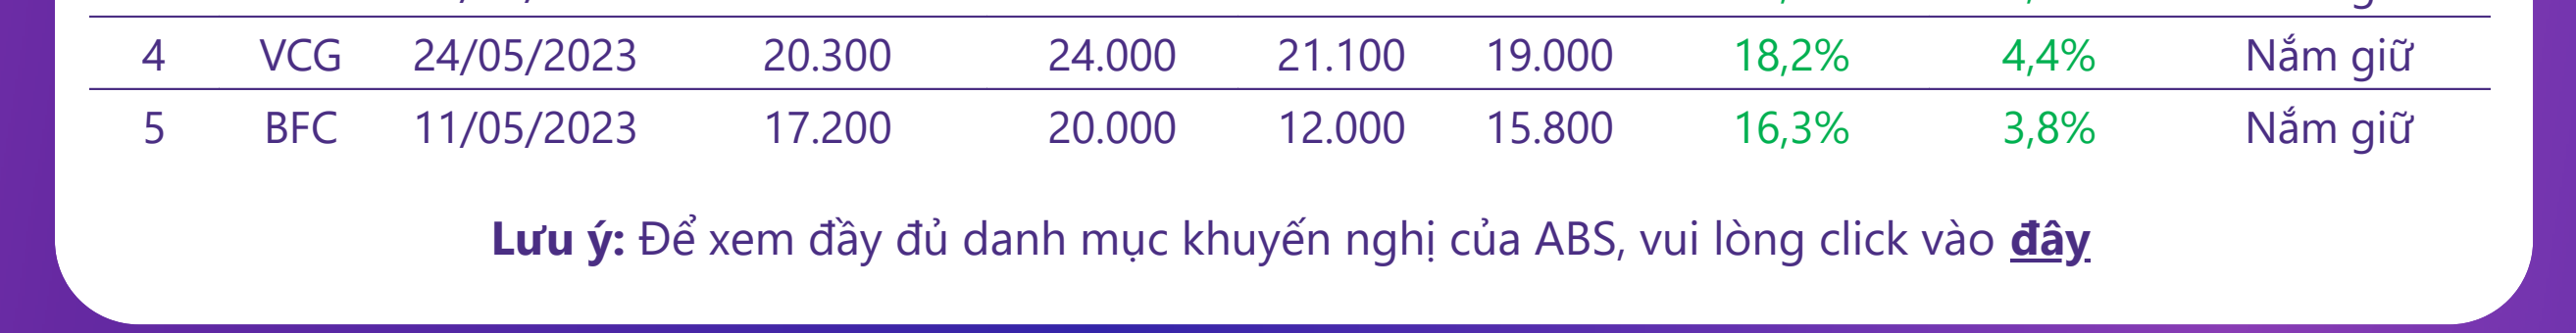 4 VCG 24/05/2023 20.300 24.000 21.100 19.000 18,2% 4,4% Nắm giữ
5 BFC 11/05/2023 17.200 20.000 12.000 15.800 16,3% 3,8% Nắm giữ
Lưu ý: Để xem đầy đủ danh mục khuyến nghị của ABS, vui lòng click vào đây